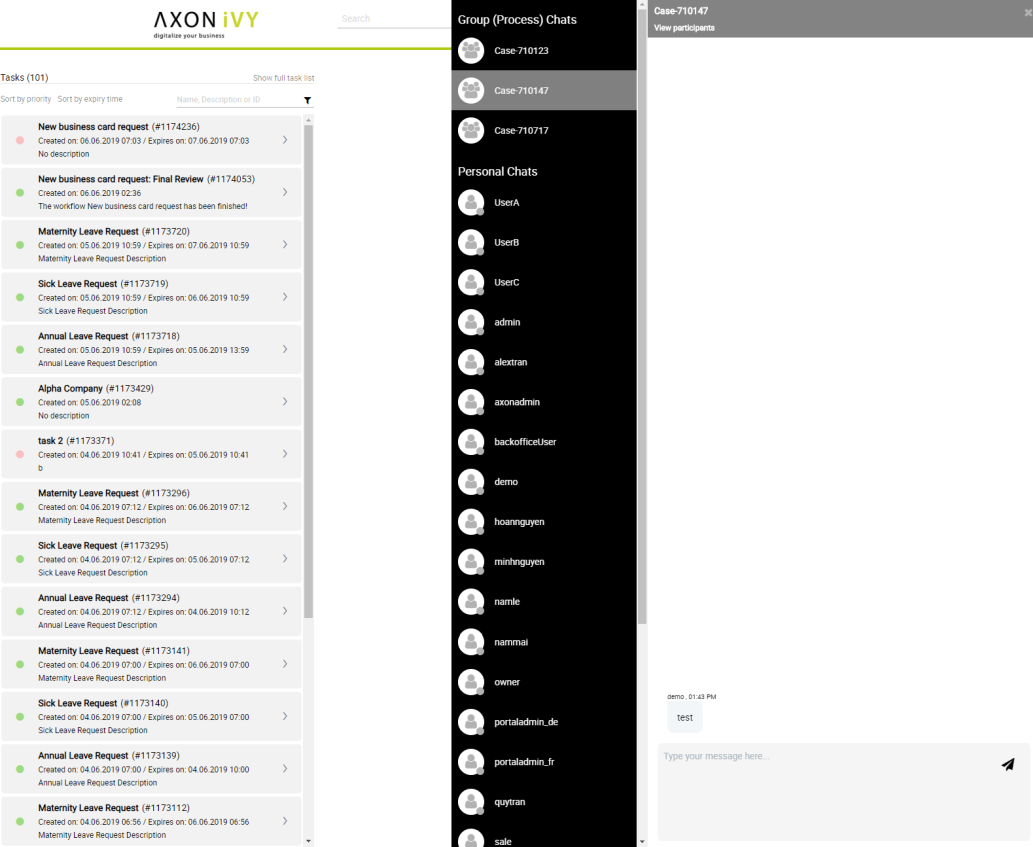 AXON iVY
digitalize your business
Search
Tasks (101)
Show full task list
Sort by priority Sort by expiry time
Name, Description or ID
New business card request (#1174236)
Created on: 06.06.2019 07:03 / Expires on: 07.06.2019 07:03
No description
New business card request: Final Review (#1174053)
Created on: 06.06.2019 02:36
The workflow New business card request has been finished!
Maternity Leave Request (#1173720)
Created on: 05.06.2019 10:59 / Expires on: 07.06.2019 10:59
Maternity Leave Request Description
Sick Leave Request (#1173719)
Created on: 05.06.2019 10:59 / Expires on: 06.06.2019 10:59
Sick Leave Request Description
Annual Leave Request (#1173718)
Created on: 05.06.2019 10:59 / Expires on: 05.06.2019 13:59
Annual Leave Request Description
Alpha Company (#1173429)
Created on: 05.06.2019 02:08
No description
task 2 (#1173371)
Created on: 04.06.2019 10:41 / Expires on: 05.06.2019 10:41
b
Maternity Leave Request (#1173296)
Created on: 04.06.2019 07:12 / Expires on: 06.06.2019 07:12
Maternity Leave Request Description
Sick Leave Request (#1173295)
Created on: 04.06.2019 07:12 / Expires on: 05.06.2019 07:12
Sick Leave Request Description
Annual Leave Request (#1173294)
Created on: 04.06.2019 07:12 / Expires on: 04.06.2019 10:12
Annual Leave Request Description
Maternity Leave Request (#1173141)
Created on: 04.06.2019 07:00 / Expires on: 06.06.2019 07:00
Maternity Leave Request Description
Sick Leave Request (#1173140)
Created on: 04.06.2019 07:00 / Expires on: 05.06.2019 07:00
Sick Leave Request Description
Annual Leave Request (#1173139)
Created on: 04.06.2019 07:00 / Expires on: 04.06.2019 10:00
Annual Leave Request Description
Maternity Leave Request (#1173112)
Created on: 04.06.2019 06:56 / Expires on: 06.06.2019 06:56
Maternity Leave Request Description
Group (Process) Chats
Case-710123
Case-710147
Case-710717
Personal Chats
UserA
UserB
UserC
admin
alextran
axonadmin
backofficeUser
demo
hoannguyen
minhnguyen
namle
nammai
owner
portaladmin_de
portaladmin_fr
quytran
sale
Case-710147
View participants
demo , 01:43 PM
test
Type your message here...